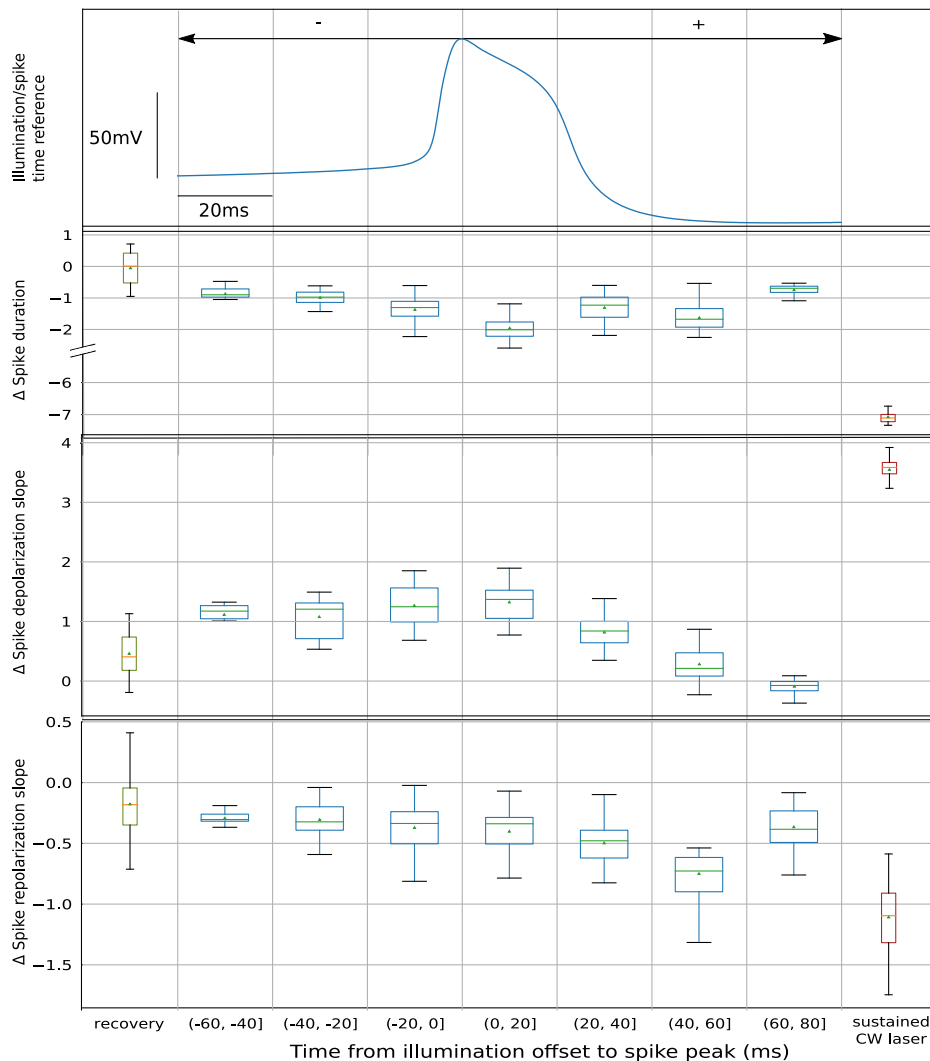 Illumination/spike
time reference
-
+
50mV
20ms
Δ Spike duration
1
0
−1
−2
−6
−7
Δ Spike depolarization slope
4
3
2
1
0
Δ Spike repolarization slope
0.5
0.0
−0.5
−1.0
−1.5
recovery (-60, -40] (-40, -20] (-20, 0] (0, 20] (20, 40] (40, 60] (60, 80] sustained
CW laser
Time from illumination offset to spike peak (ms)